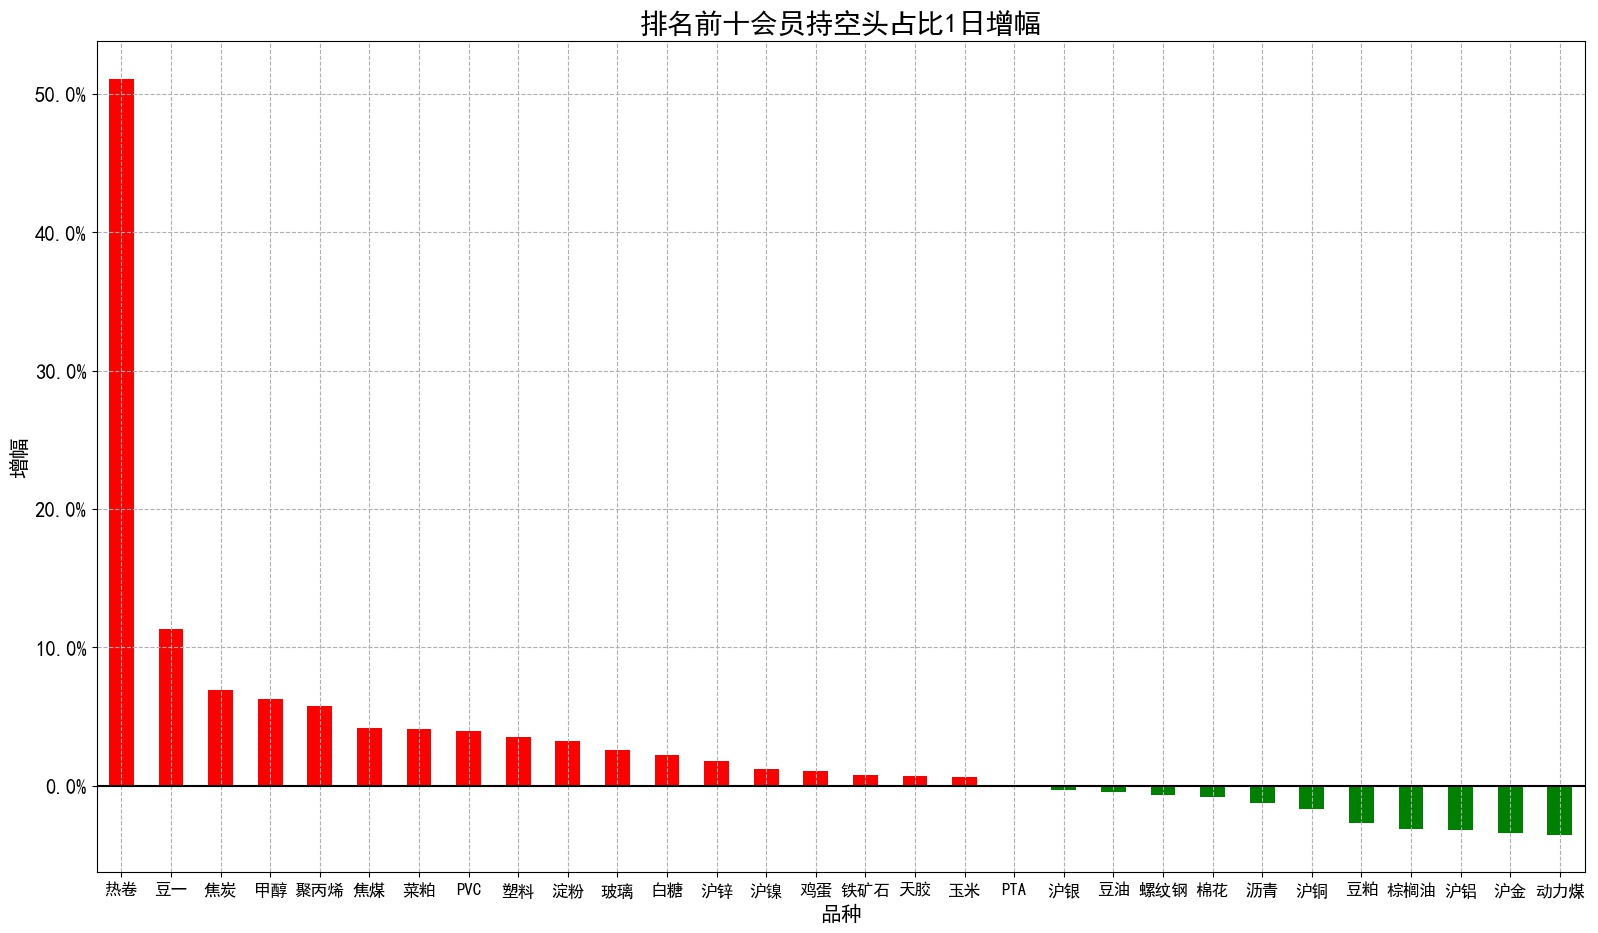 排名前十会员持空头占比1日增幅
50.0%
40.0%
30.0%
20.0%
10.0%
0.0%
增幅
热卷 豆一 焦炭 甲醇 聚丙烯 焦煤 菜粕 PVC 塑料 淀粉 玻璃 白糖 沪锌 沪镍 鸡蛋 铁矿石 天胶 玉米 PTA 沪银 豆油 螺纹钢 棉花 沥青 沪铜 豆粕 棕榈油 沪铝 沪金 动力煤
品种